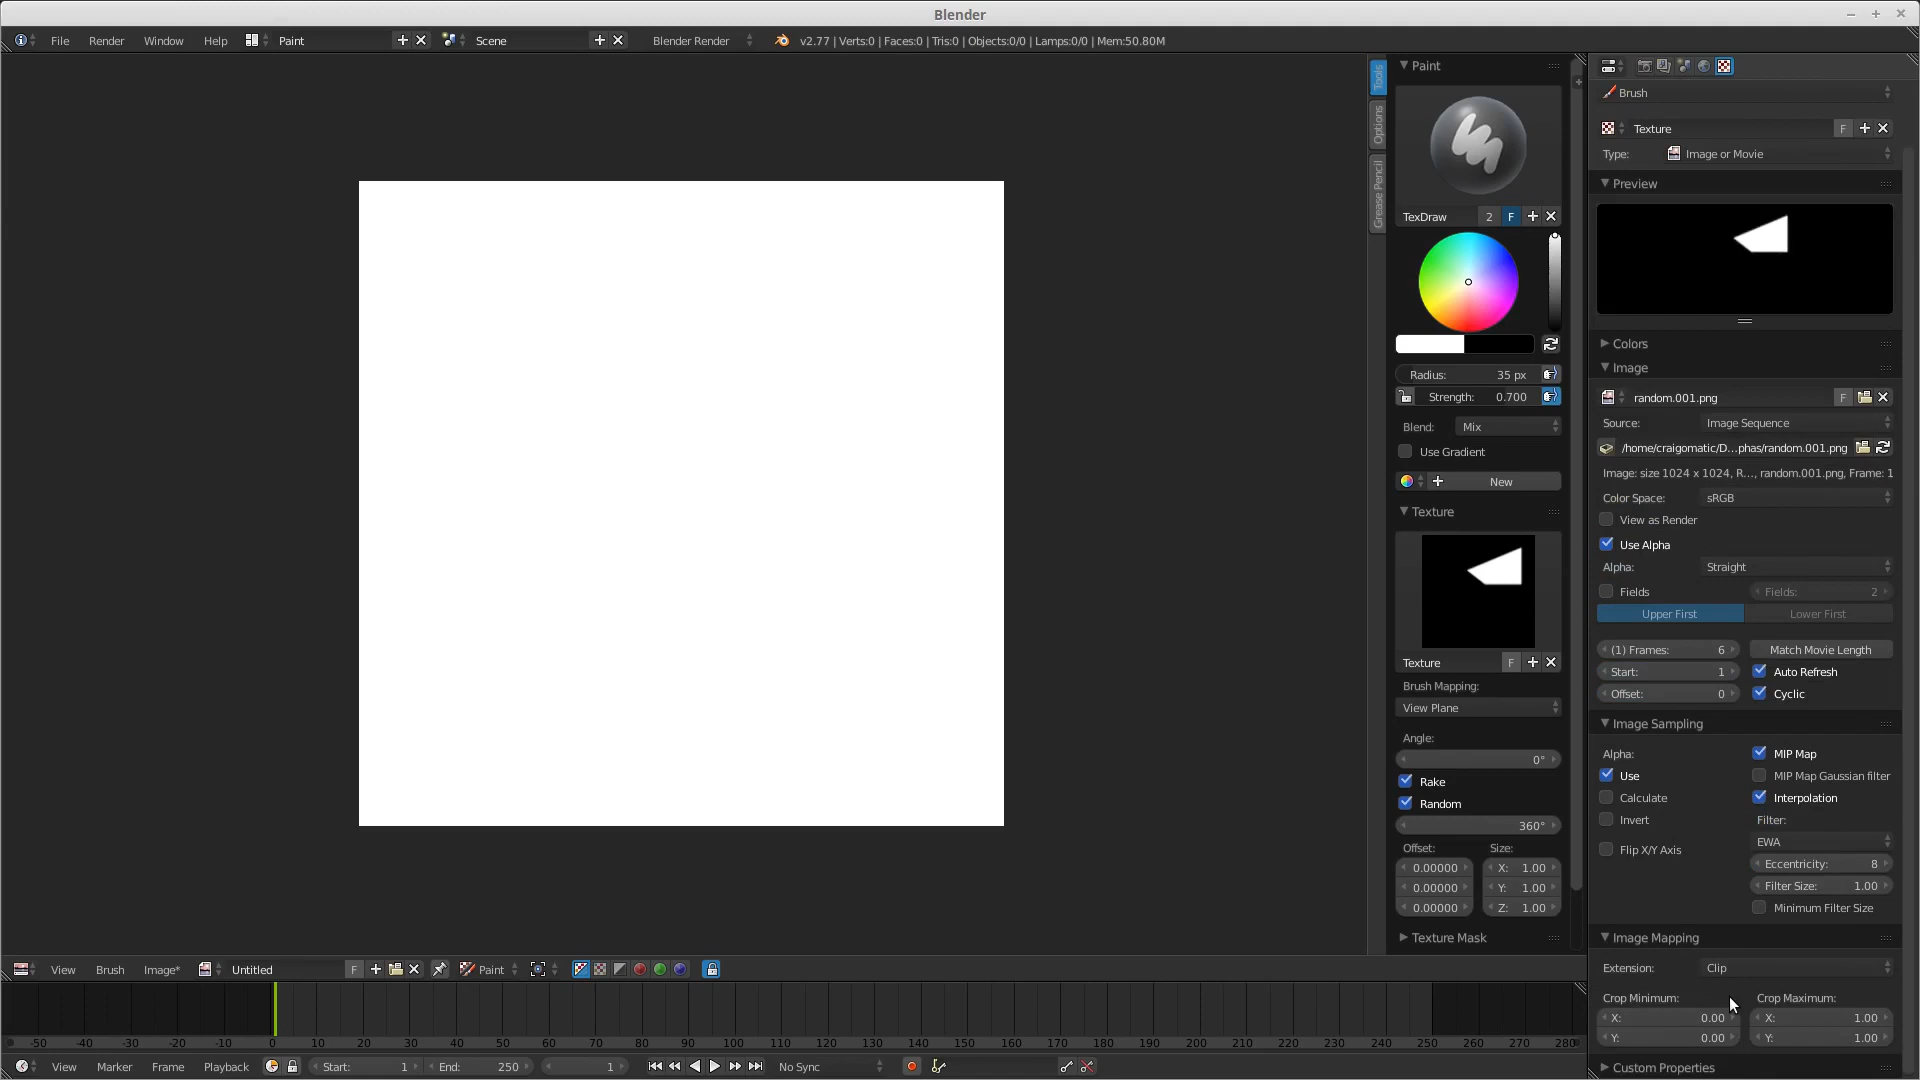 Blender
File Render Window Help Paint Scene Blender Render v2.77 | Verts:0 | Faces:0 | Tris:0 | Objects:0/0 | Lamps:0/0 | Mem:50.80M
Tools
Options
Grease Pencil
Paint
TexDraw 2 F
Radius: 35 px
Strength: 0.700
Blend: Mix
Use Gradient
New
Texture
Texture F
Brush Mapping:
View Plane
Angle:
0°
Rake
Random
360°
Offset: Size:
0.00000 X: 1.00
0.00000 Y: 1.00
0.00000 Z: 1.00
Texture Mask
Brush
Texture F
Type: Image or Movie
Preview
Colors
Image
random.001.png F
Source: Image Sequence
/home/craigomatic/D...phas/random.001.png
Image: size 1024 x 1024, R..., random.001.png, Frame: 1
Color Space: sRGB
View as Render
Use Alpha
Alpha: Straight
Fields Fields: 2
Upper First Lower First
(1) Frames: 6 Match Movie Length
Start: 1 Auto Refresh
Offset: 0 Cyclic
Image Sampling
Alpha: MIP Map
Use MIP Map Gaussian filter
Calculate Interpolation
Invert Filter:
EWA
Flip X/Y Axis
Eccentricity: 8
Filter Size: 1.00
Minimum Filter Size
Image Mapping
Extension: Clip
Crop Minimum: Crop Maximum:
X: 0.00 X: 1.00
Y: 0.00 Y: 1.00
Custom Properties
View Brush Image* Untitled F Paint
-50 -40 -30 -20 -10 0 10 20 30 40 50 60 70 80 90 100 110 120 130 140 150 160 170 180 190 200 210 220 230 240 250 260 270 280
View Marker Frame Playback Start: 1 End: 250 1 No Sync